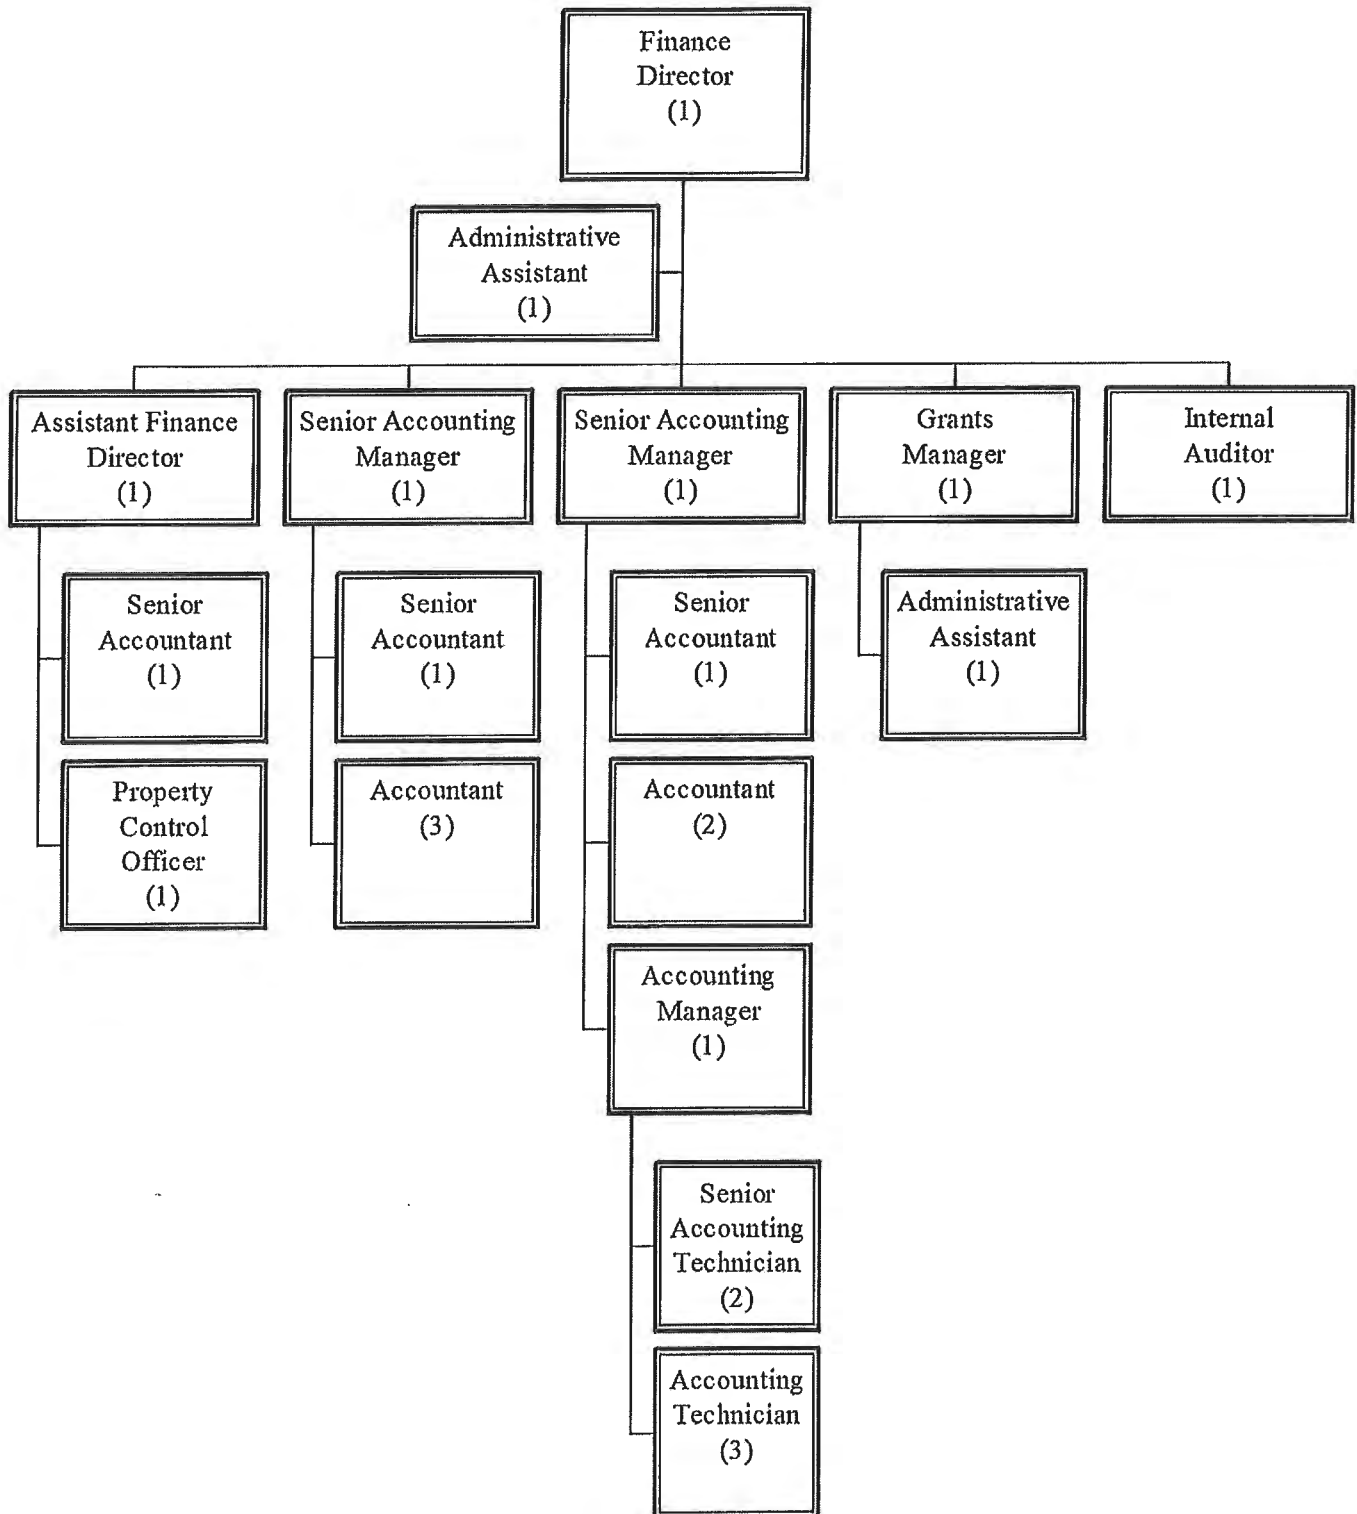 Finance
Director
(1)
Administrative
Assistant
(1)
Assistant Finance
Director
(1)
Senior Accounting
Manager
(1)
Senior Accounting
Manager
(1)
Grants
Manager
(1)
Internal
Auditor
(1)
Senior
Accountant
(1)
Property
Control
Officer
(1)
Senior
Accountant
(1)
Accountant
(3)
Senior
Accountant
(1)
Accountant
(2)
Accounting
Manager
(1)
Senior
Accounting
Technician
(2)
Accounting
Technician
(3)
Administrative
Assistant
(1)